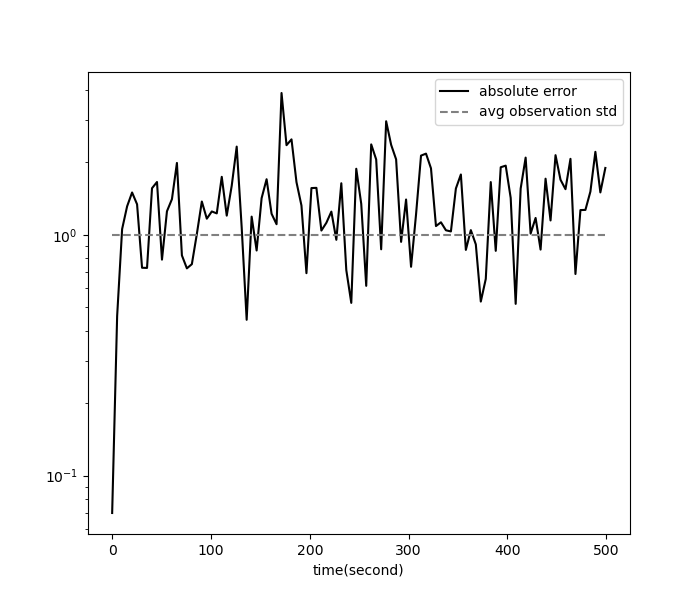 absolute error
avg observation std
10⁰
10⁻¹
0 100 200 300 400 500
time(second)